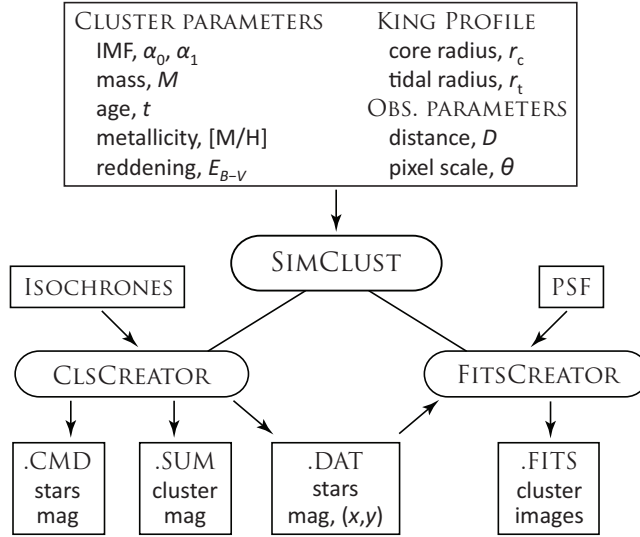 CLUSTER PARAMETERS
IMF, α0, α1
mass, M
age, t
metallicity, [M/H]
reddening, EB−V
KING PROFILE
core radius, rc
tidal radius, rt
OBS. PARAMETERS
distance, D
pixel scale, θ
SIMCLUST
ISOCHRONES
PSF
CLSCREATOR
FITSCREATOR
.CMD
stars
mag
.SUM
cluster
mag
.DAT
stars
mag, (x,y)
.FITS
cluster
images